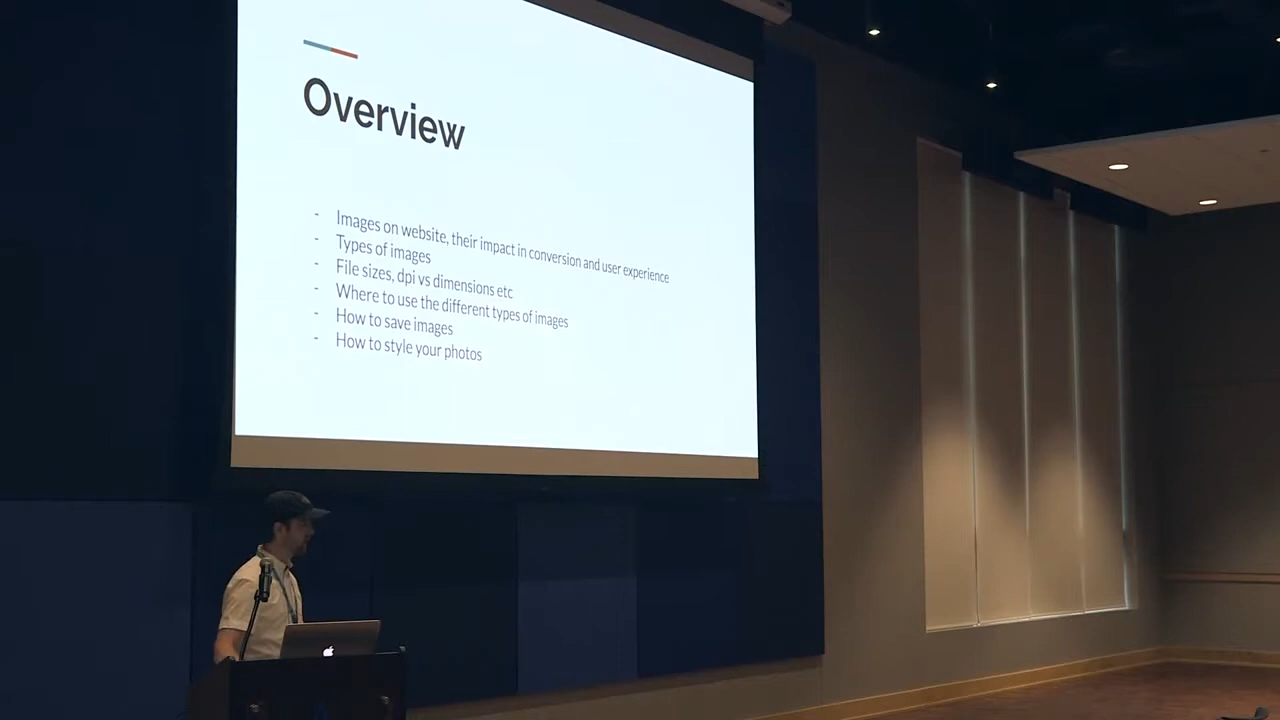 Overview
- Images on website, their impact in conversion and user experience
- Types of images
- File sizes, dpi vs dimensions etc
- Where to use the different types of images
- How to save images
- How to style your photos